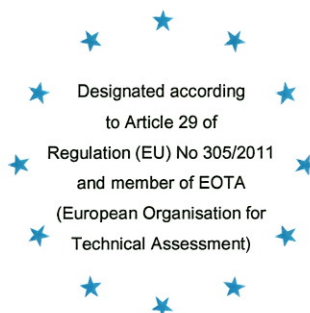 Designated according
to Article 29 of
Regulation (EU) No 305/2011
and member of EOTA
(European Organisation for
Technical Assessment)